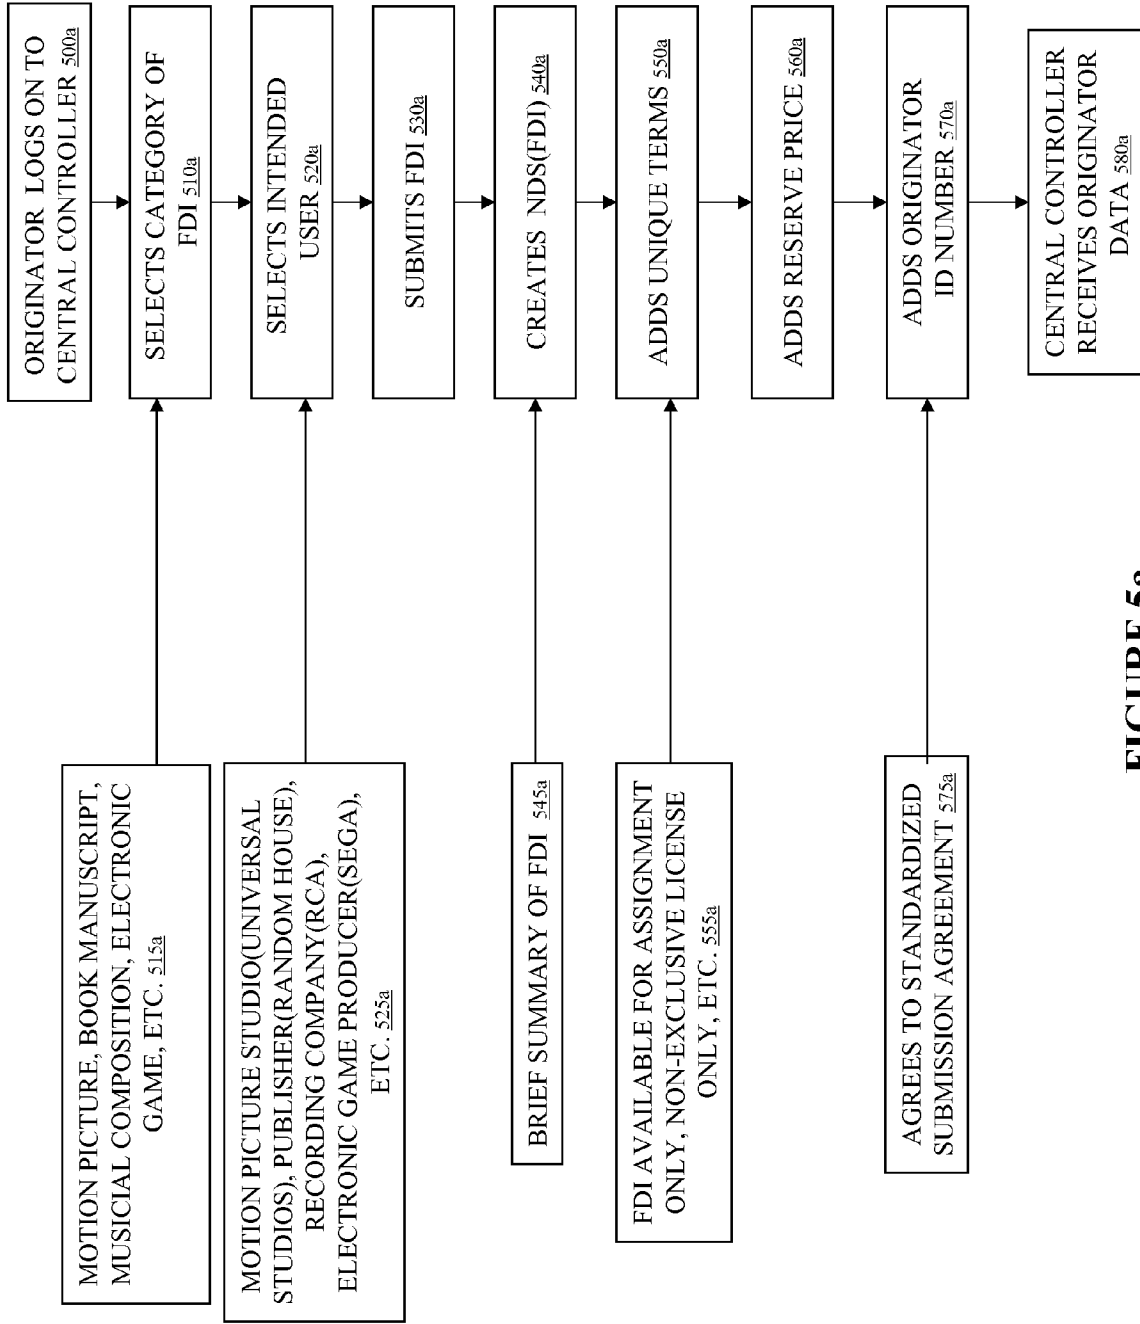 ORIGINATOR LOGS ON TO
CENTRAL CONTROLLER 500a
SELECTS CATEGORY OF
FDI 510a
MOTION PICTURE, BOOK MANUSCRIPT,
MUSICIAL COMPOSITION, ELECTRONIC
GAME, ETC. 515a
SELECTS INTENDED
USER 520a
MOTION PICTURE STUDIO(UNIVERSAL
STUDIOS), PUBLISHER(RANDOM HOUSE),
RECORDING COMPANY(RCA),
ELECTRONIC GAME PRODUCER(SEGA),
ETC. 525a
SUBMITS FDI 530a
CREATES NDS(FDI) 540a
BRIEF SUMMARY OF FDI 545a
ADDS UNIQUE TERMS 550a
FDI AVAILABLE FOR ASSIGNMENT
ONLY, NON-EXCLUSIVE LICENSE
ONLY, ETC. 555a
ADDS RESERVE PRICE 560a
ADDS ORIGINATOR
ID NUMBER 570a
AGREES TO STANDARDIZED
SUBMISSION AGREEMENT 575a
CENTRAL CONTROLLER
RECEIVES ORIGINATOR
DATA 580a
FIGURE 5a